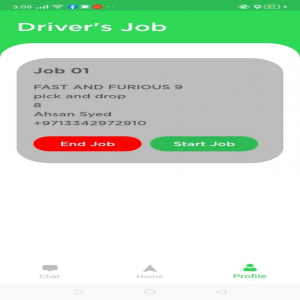 3:06
Driver's Job
Job 01
FAST AND FURIOUS 9
pick and drop
8
Ahsan Syed
+9713342972910
End Job
Start Job
Chat
Home
Profile